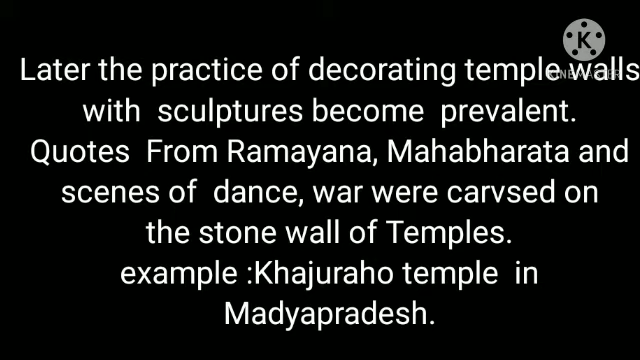 Later the practice of decorating temple walls
with sculptures become prevalent.
Quotes From Ramayana, Mahabharata and
scenes of dance, war were carvsed on
the stone wall of Temples.
example :Khajuraho temple in
Madyapradesh.
K